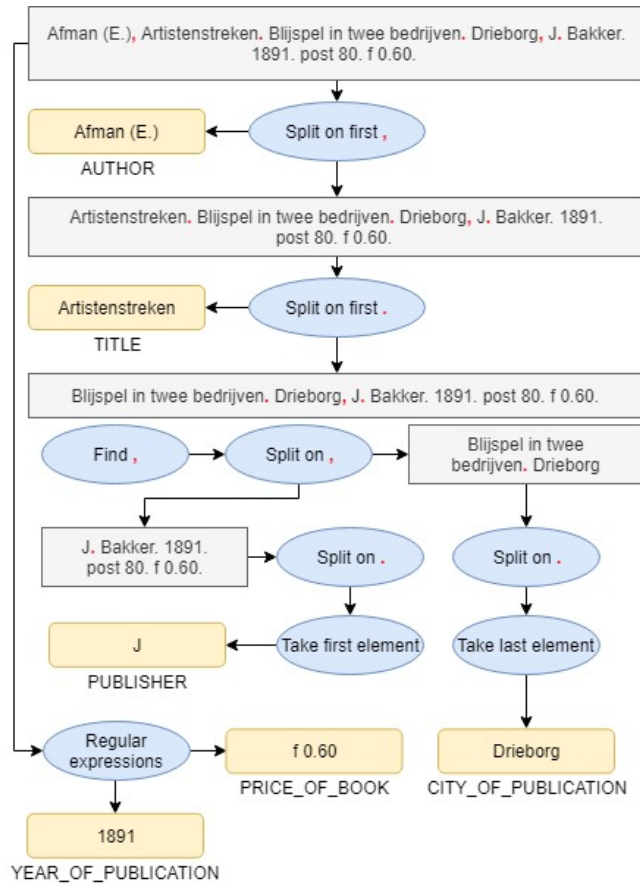 Afman (E.), Artistenstreken. Blijspel in twee bedrijven. Drieborg, J. Bakker.
1891. post 80. f 0.60.
Afman (E.)
Split on first ,
AUTHOR
Artistenstreken. Blijspel in twee bedrijven. Drieborg, J. Bakker. 1891.
post 80. f 0.60.
Artistenstreken
Split on first .
TITLE
Blijspel in twee bedrijven. Drieborg, J. Bakker. 1891. post 80. f 0.60.
Find ,
Split on ,
Blijspel in twee
bedrijven. Drieborg
J. Bakker. 1891.
post 80. f 0.60.
Split on .
Split on .
J
Take first element
Take last element
PUBLISHER
Regular
expressions
f 0.60
Drieborg
PRICE_OF_BOOK
CITY_OF_PUBLICATION
1891
YEAR_OF_PUBLICATION